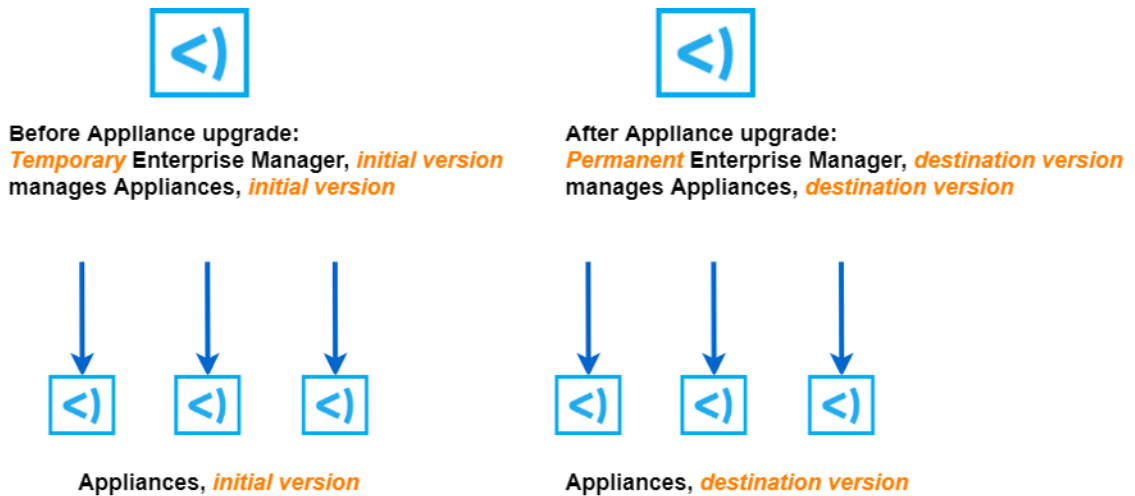 Before Appliance upgrade:
Temporary Enterprise Manager, initial version
manages Appliances, initial version
After Appliance upgrade:
Permanent Enterprise Manager, destination version
manages Appliances, destination version
Appliances, initial version
Appliances, destination version